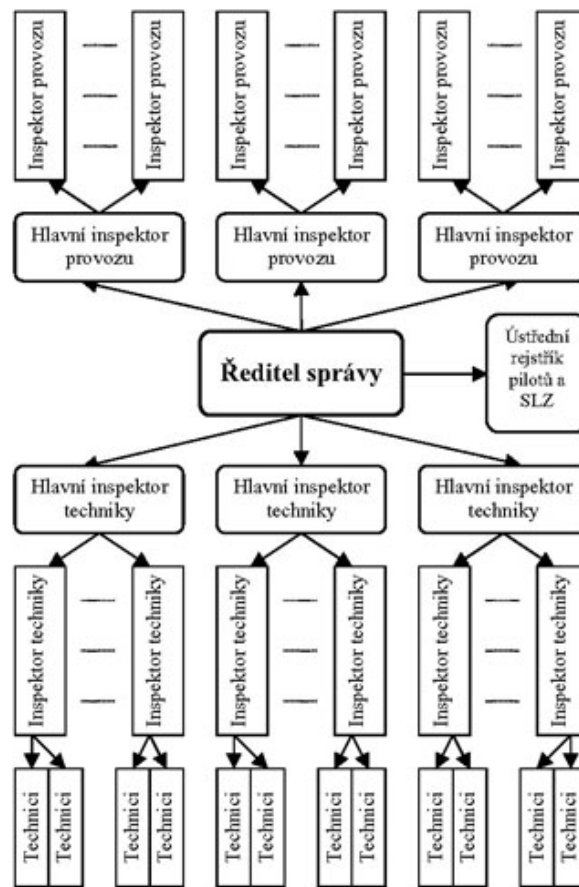 Inspektor provozu
Inspektor provozu
Inspektor provozu
Inspektor provozu
Inspektor provozu
Inspektor provozu
Hlavní inspektor
provozu
Hlavní inspektor
provozu
Hlavní inspektor
provozu
Ředitel správy
Ústřední
rejstřík
pilotů a
SLZ
Hlavní inspektor
techniky
Hlavní inspektor
techniky
Hlavní inspektor
techniky
Inspektor techniky
Inspektor techniky
Inspektor techniky
Inspektor techniky
Inspektor techniky
Inspektor techniky
Technici
Technici
Technici
Technici
Technici
Technici
Technici
Technici
Technici
Technici
Technici
Technici